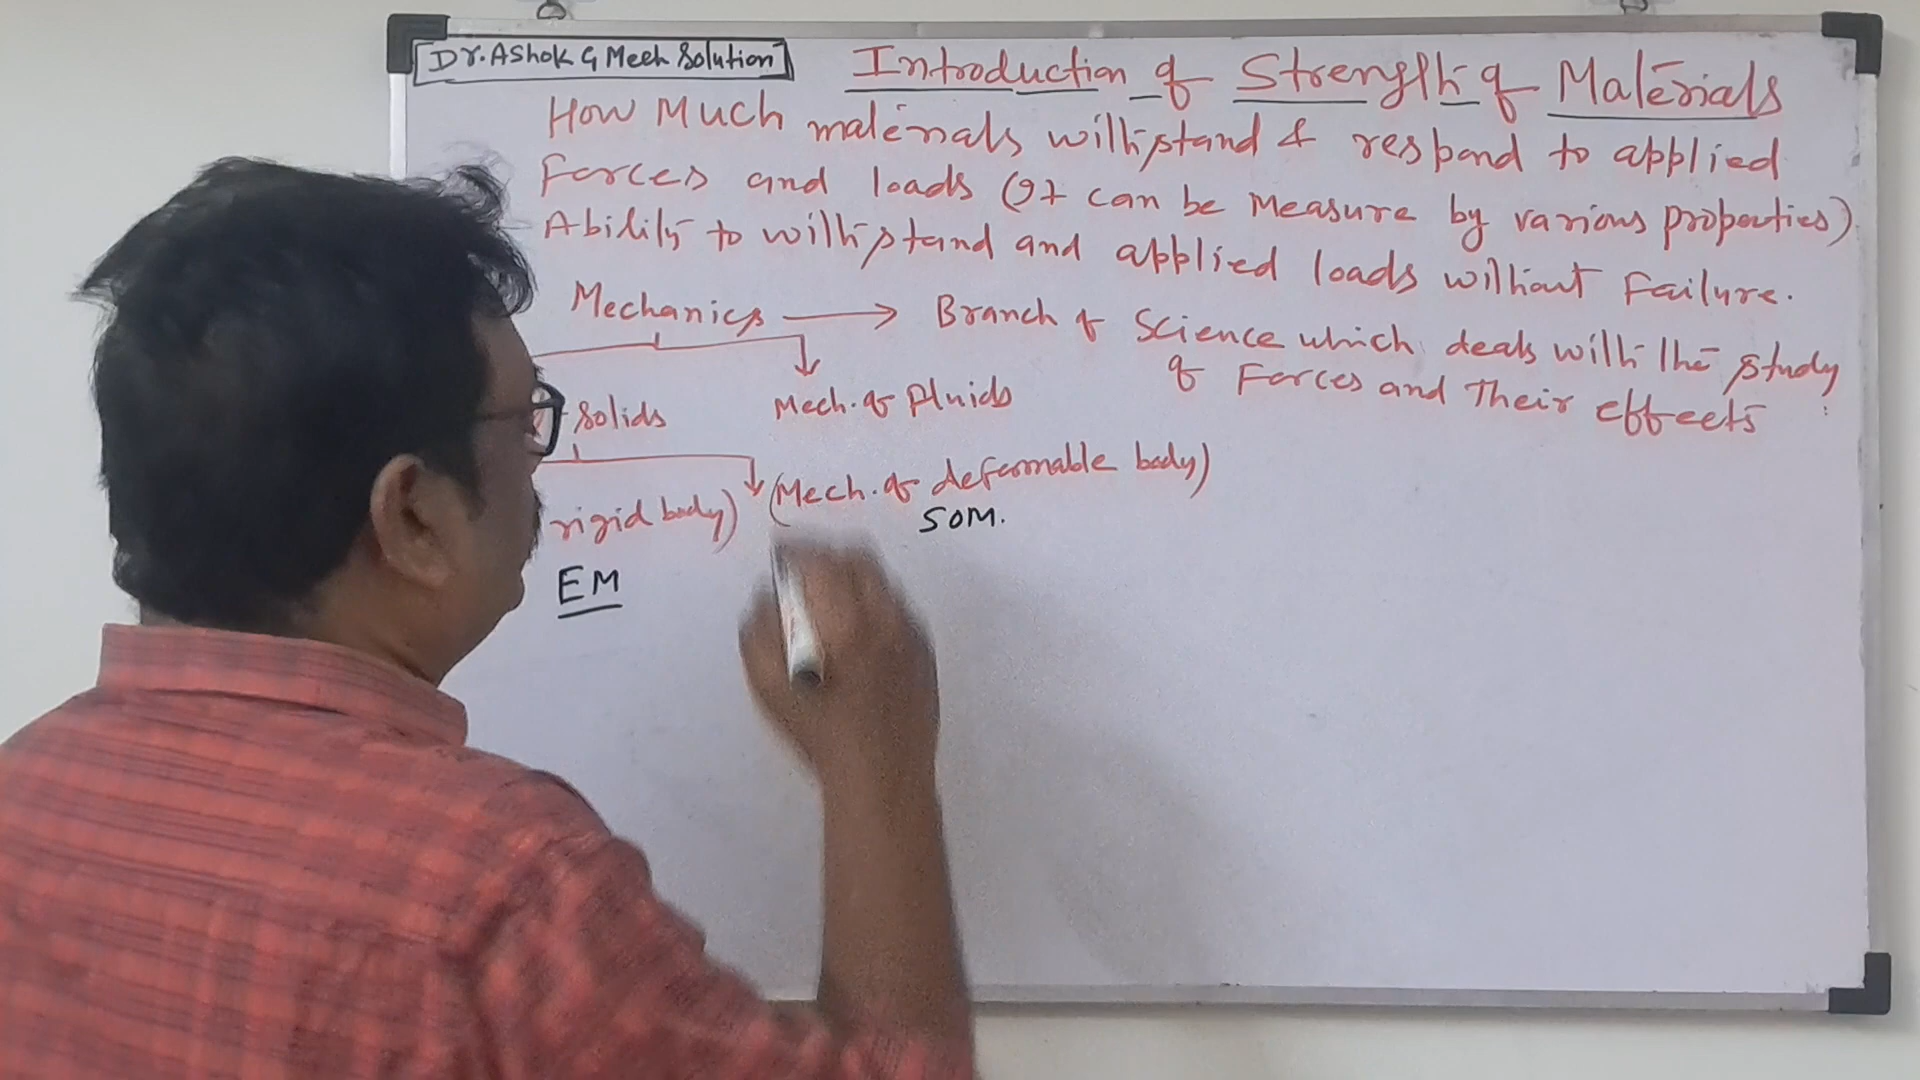 Dr. Ashok G Mech Solution
Introduction of Strength of Materials
How Much materials withstand & respond to applied
Forces and loads (It can be measure by various properties)
Ability to withstand and applied loads without Failure.
Mechanics → Branch of Science which deals with the study
of Forces and Their effects
Solids
Mech. of Fluids
rigid body)
(Mech. of deformable body)
SOM.
EM